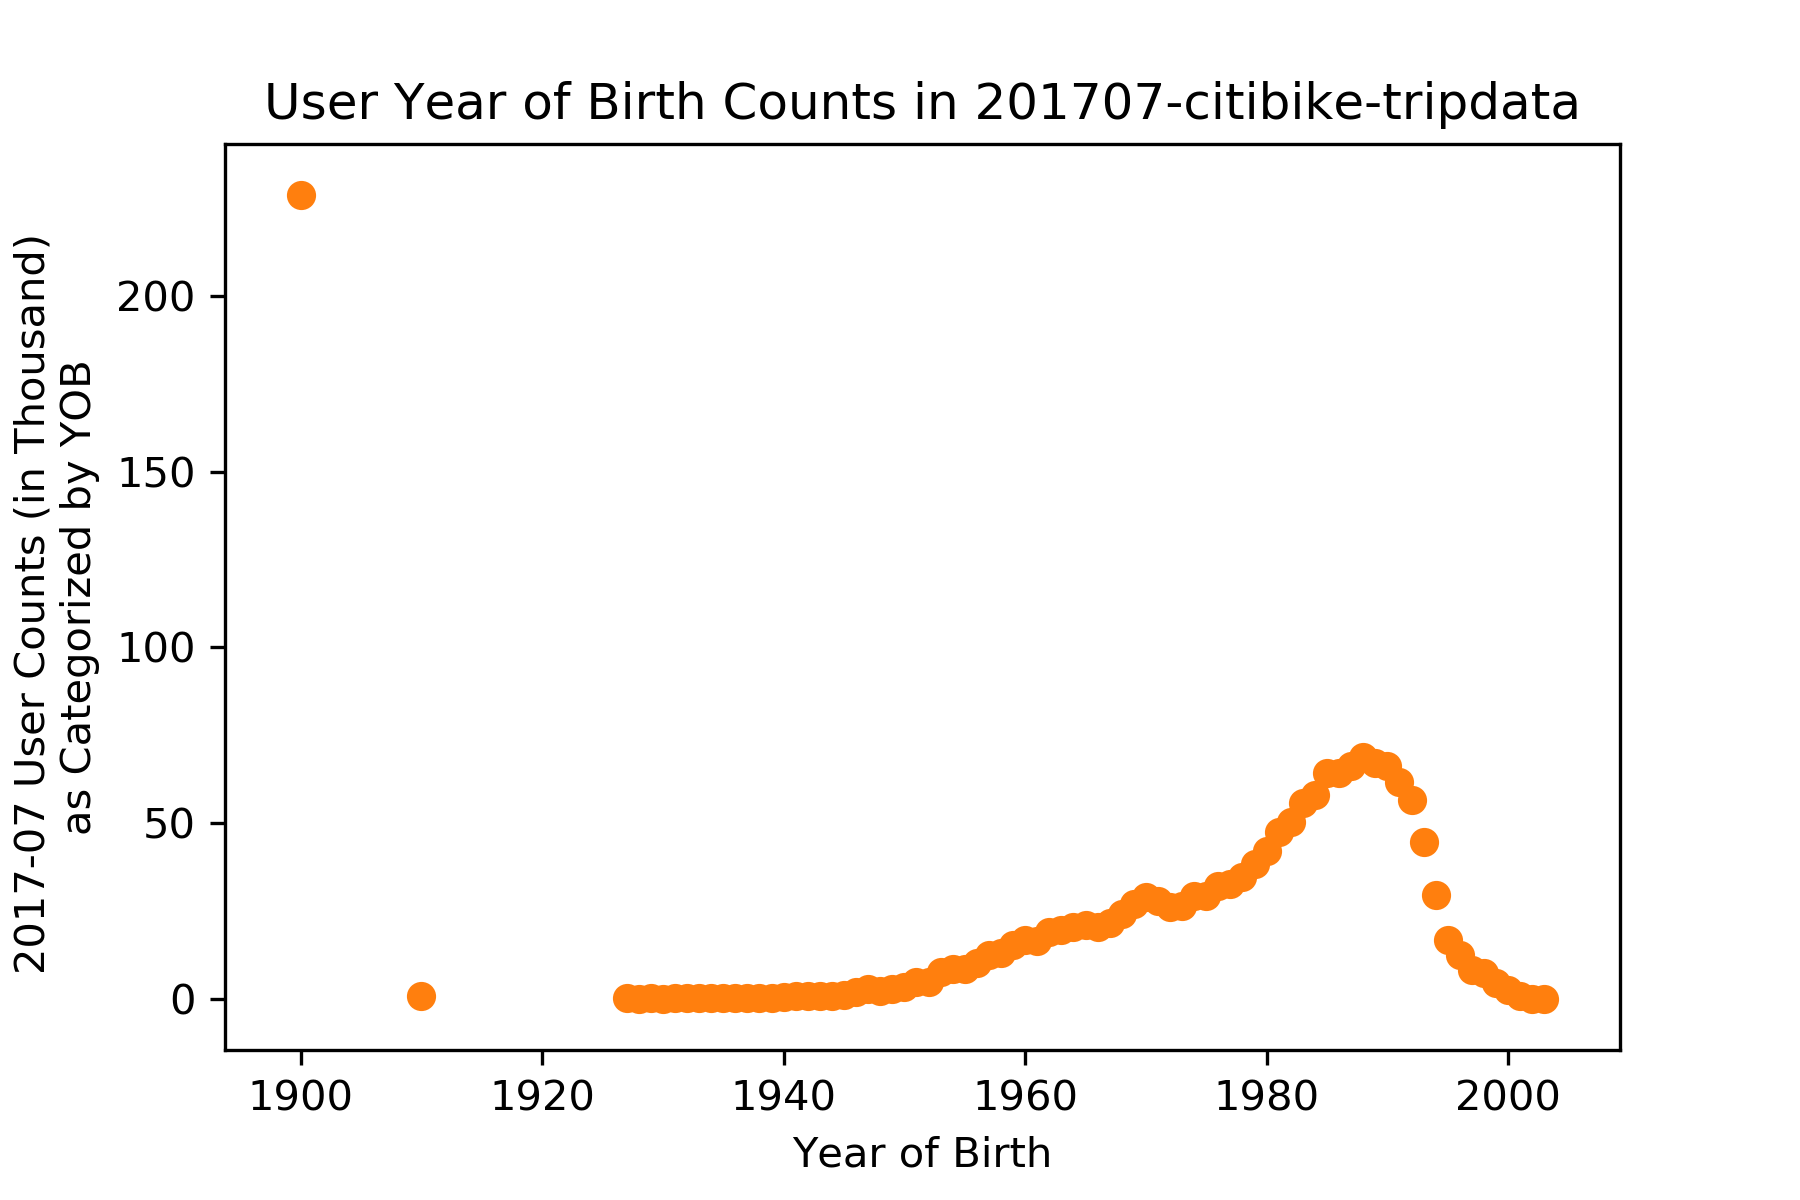 User Year of Birth Counts in 201707-citibike-tripdata
2017-07 User Counts (in Thousand)
as Categorized by YOB
200
150
100
50
0
1900 1920 1940 1960 1980 2000
Year of Birth